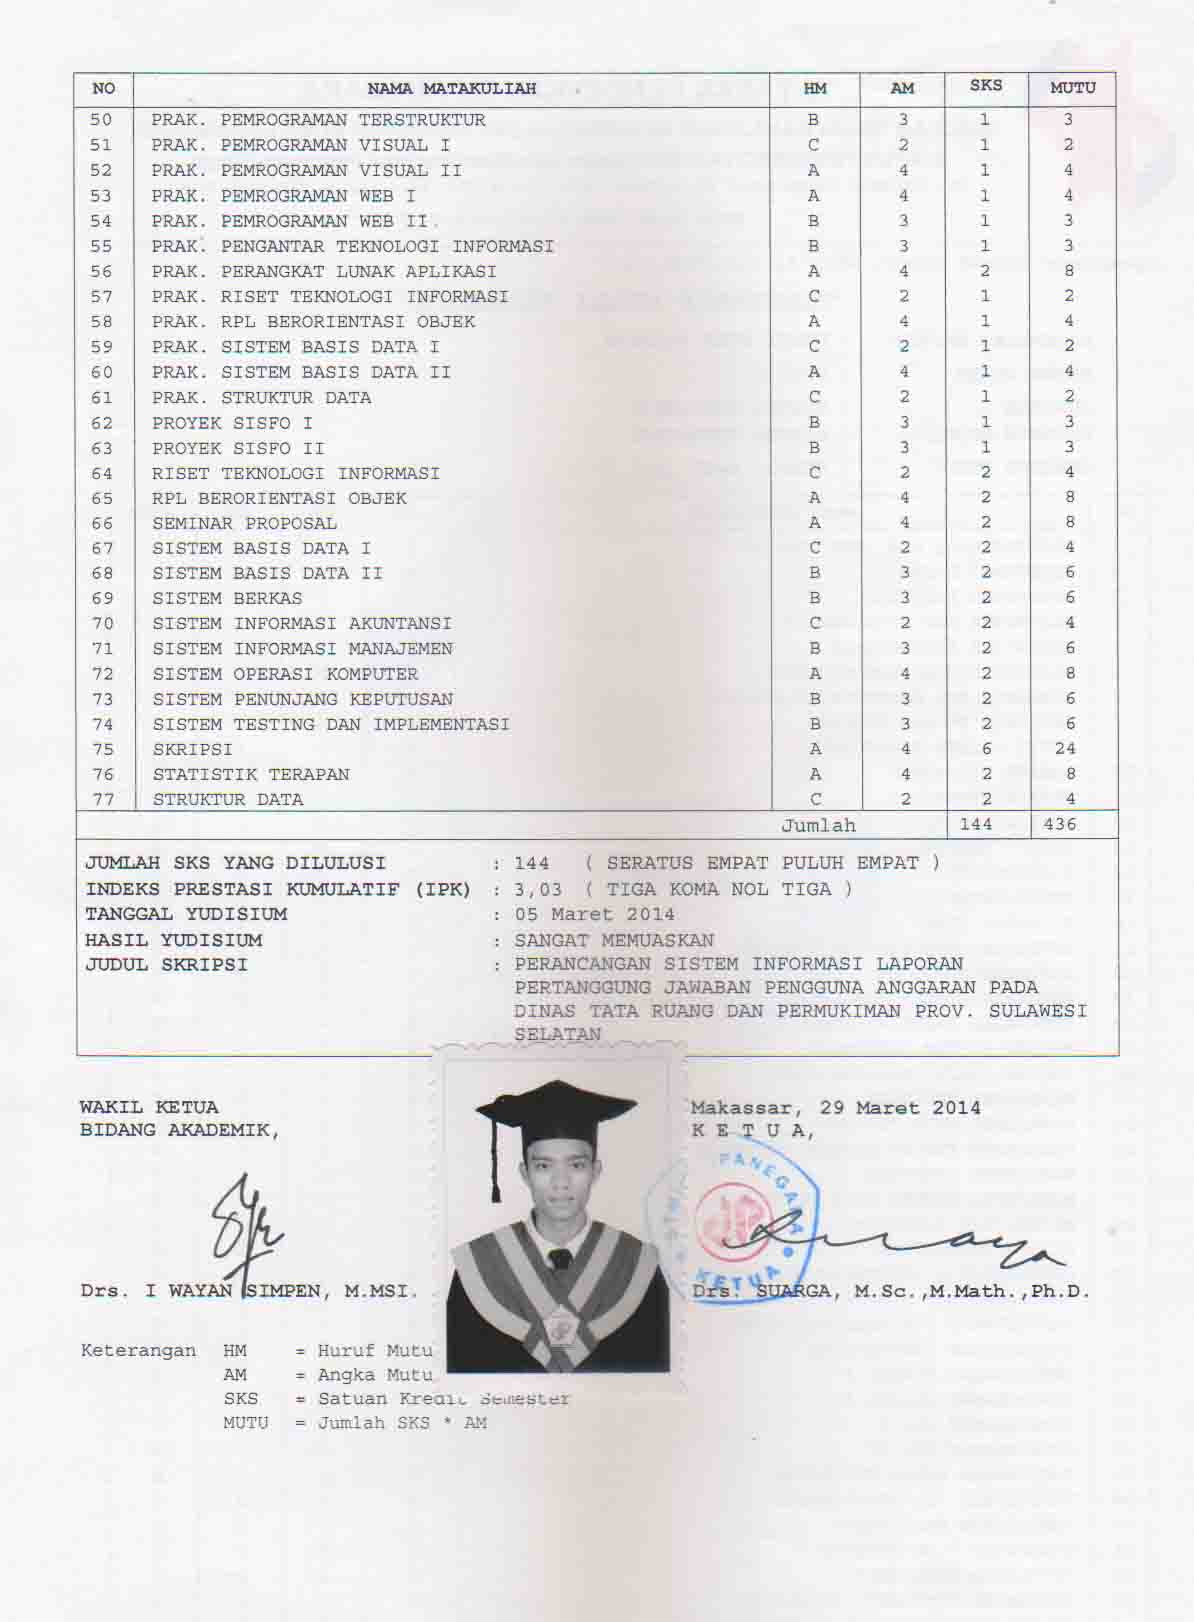 NO NAMA MATAKULIAH HM AM SKS MUTU
50 PRAK. PEMROGRAMAN TERSTRUKTUR B 3 1 3
51 PRAK. PEMROGRAMAN VISUAL I C 2 1 2
52 PRAK. PEMROGRAMAN VISUAL II A 4 1 4
53 PRAK. PEMROGRAMAN WEB I A 4 1 4
54 PRAK. PEMROGRAMAN WEB II B 3 1 3
55 PRAK. PENGANTAR TEKNOLOGI INFORMASI B 3 1 3
56 PRAK. PERANGKAT LUNAK APLIKASI A 4 2 8
57 PRAK. RISET TEKNOLOGI INFORMASI C 2 1 2
58 PRAK. RPL BERORIENTASI OBJEK A 4 1 4
59 PRAK. SISTEM BASIS DATA I C 2 1 2
60 PRAK. SISTEM BASIS DATA II A 4 1 4
61 PRAK. STRUKTUR DATA C 2 1 2
62 PROYEK SISFO I B 3 1 3
63 PROYEK SISFO II B 3 1 3
64 RISET TEKNOLOGI INFORMASI C 2 2 4
65 RPL BERORIENTASI OBJEK A 4 2 8
66 SEMINAR PROPOSAL A 4 2 8
67 SISTEM BASIS DATA I C 2 2 4
68 SISTEM BASIS DATA II B 3 2 6
69 SISTEM BERKAS B 3 2 6
70 SISTEM INFORMASI AKUNTANSI C 2 2 4
71 SISTEM INFORMASI MANAJEMEN B 3 2 6
72 SISTEM OPERASI KOMPUTER A 4 2 8
73 SISTEM PENUNJANG KEPUTUSAN B 3 2 6
74 SISTEM TESTING DAN IMPLEMENTASI B 3 2 6
75 SKRIPSI A 4 6 24
76 STATISTIK TERAPAN A 4 2 8
77 STRUKTUR DATA C 2 2 4
Jumlah 144 436
JUMLAH SKS YANG DILULUSI : 144 ( SERATUS EMPAT PULUH EMPAT )
INDEKS PRESTASI KUMULATIF (IPK) : 3,03 ( TIGA KOMA NOL TIGA )
TANGGAL YUDISIUM : 05 Maret 2014
HASIL YUDISIUM : SANGAT MEMUASKAN
JUDUL SKRIPSI : PERANCANGAN SISTEM INFORMASI LAPORAN
PERTANGGUNG JAWABAN PENGGUNA ANGGARAN PADA
DINAS TATA RUANG DAN PERMUKIMAN PROV. SULAWESI
SELATAN
WAKIL KETUA
BIDANG AKADEMIK,
Makassar, 29 Maret 2014
K E T U A,
KETUA
Drs. I WAYAN SIMPEN, M.MSI.
Drs. SUARGA, M.Sc.,M.Math.,Ph.D.
Keterangan HM = Huruf Mutu
AM = Angka Mutu
SKS = Satuan Kredit Semester
MUTU = Jumlah SKS * AM